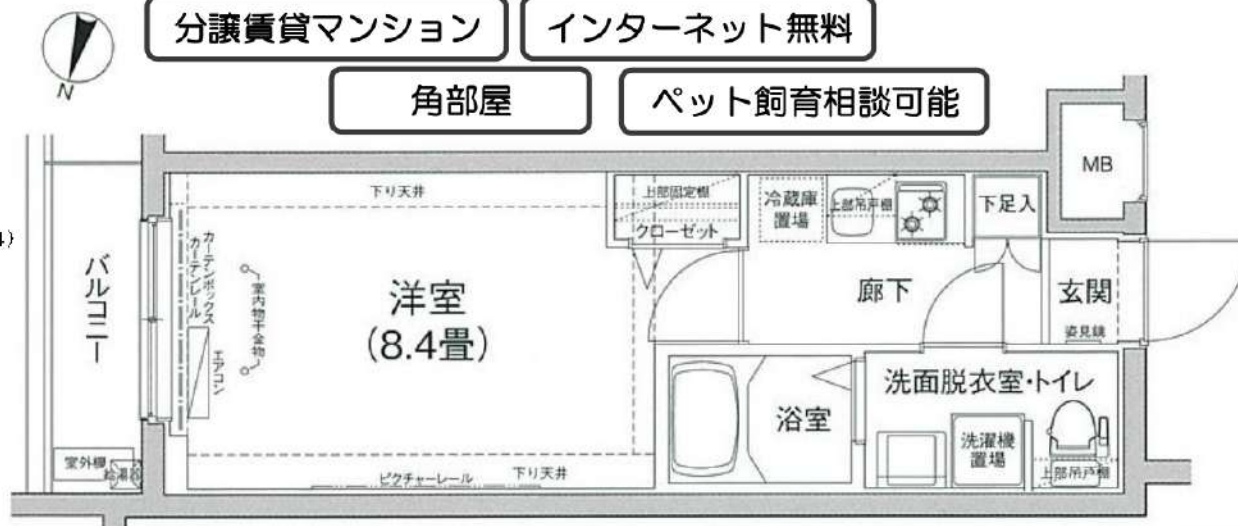 分譲賃貸マンション
インターネット無料
角部屋
ペット飼育相談可能
N
4)
MB
下り天井
上部固定棚
クローゼット
冷蔵庫
置場
上部吊戸棚
下足入
バルコニー
カーテンボックス
カーテンレール
室内物干金物
エアコン
洋室
(8.4畳)
廊下
玄関
姿見鏡
浴室
洗面脱衣室・トイレ
洗濯機
置場
上部吊戸棚
室外機
給湯器
ピクチャーレール
下り天井